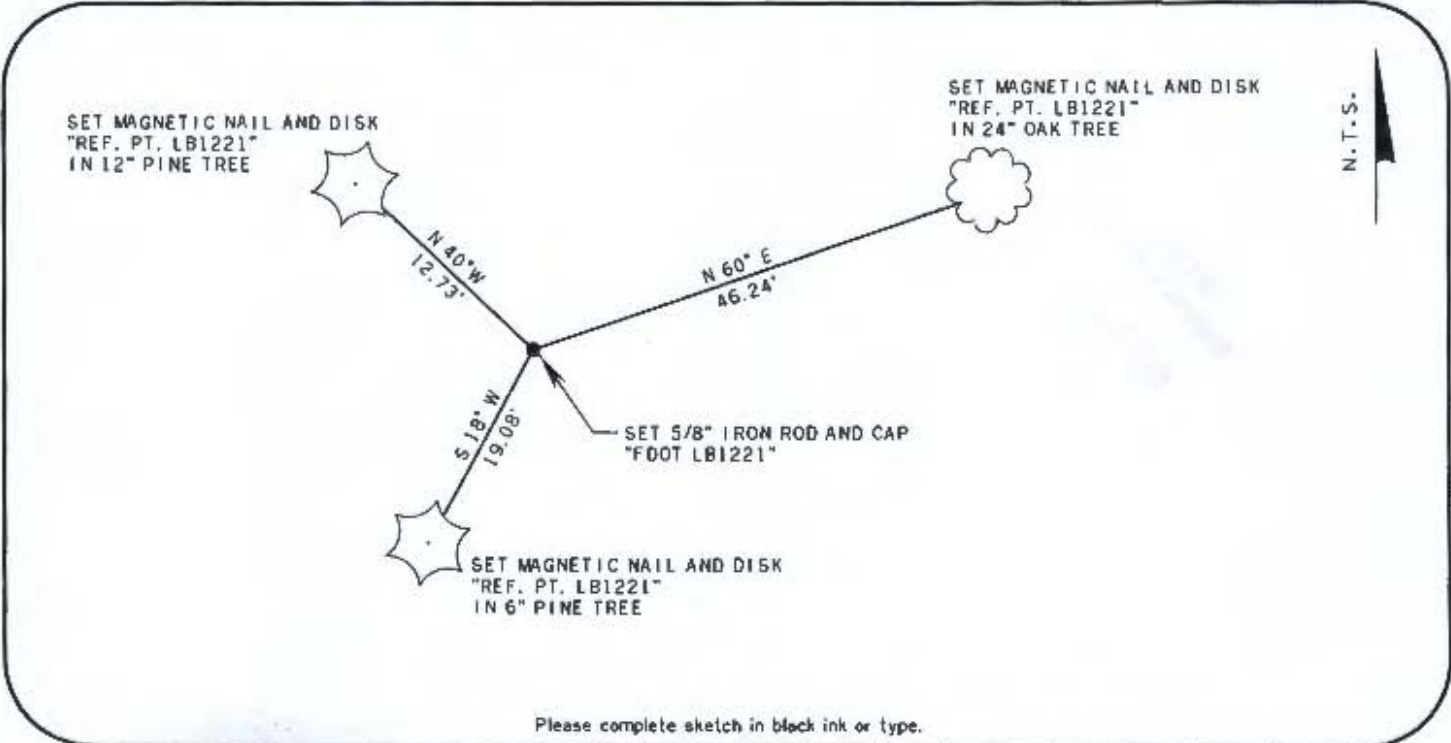 SET MAGNETIC NAIL AND DISK
"REF. PT. LB1221"
IN 12" PINE TREE
SET MAGNETIC NAIL AND DISK
"REF. PT. LB1221"
IN 24" OAK TREE
N.T.S.
N 40° W
12.73'
N 60° E
46.24'
S 18° W
19.08'
SET 5/8" IRON ROD AND CAP
"FDOT LB1221"
SET MAGNETIC NAIL AND DISK
"REF. PT. LB1221"
IN 6" PINE TREE
Please complete sketch in black ink or type.